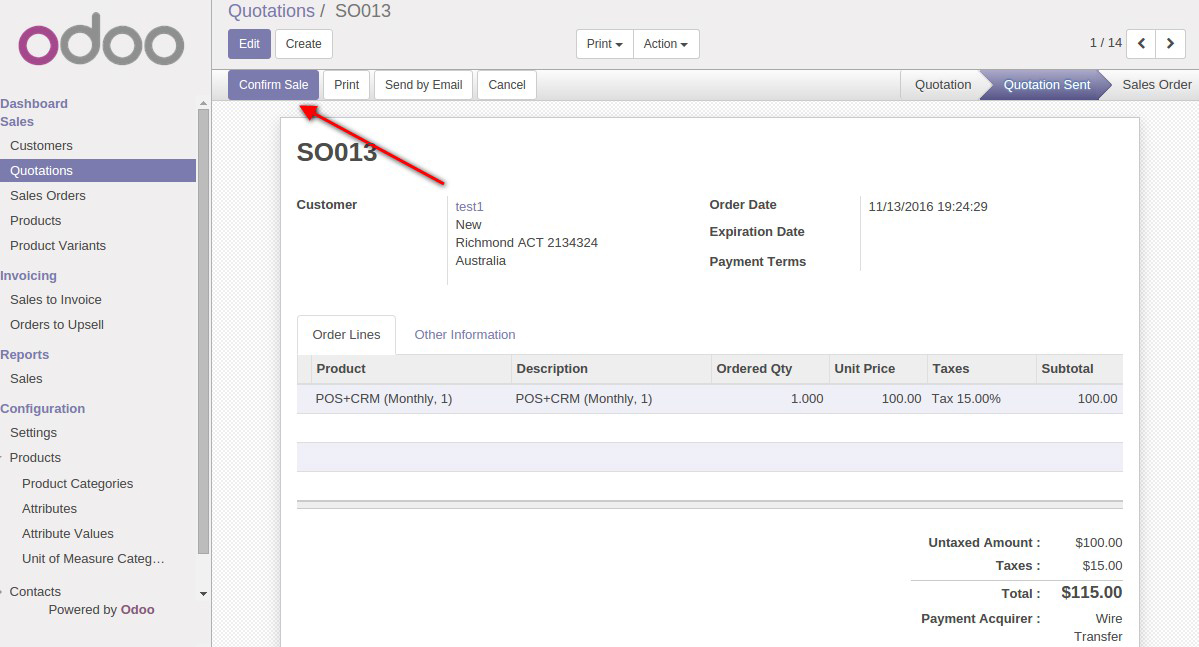 odoo
Dashboard
Sales
Customers
Quotations
Sales Orders
Products
Product Variants
Invoicing
Sales to Invoice
Orders to Upsell
Reports
Sales
Configuration
Settings
Products
Product Categories
Attributes
Attribute Values
Unit of Measure Categ…
Contacts
Powered by Odoo
Quotations / SO013
Edit Create Print Action 1 / 14
Confirm Sale Print Send by Email Cancel Quotation Quotation Sent Sales Order
SO013
Customer
test1
New
Richmond ACT 2134324
Australia
Order Date 11/13/2016 19:24:29
Expiration Date
Payment Terms
Order Lines Other Information
Product Description Ordered Qty Unit Price Taxes Subtotal
POS+CRM (Monthly, 1) POS+CRM (Monthly, 1) 1.000 100.00 Tax 15.00% 100.00
Untaxed Amount : $100.00
Taxes : $15.00
Total : $115.00
Payment Acquirer : Wire
Transfer